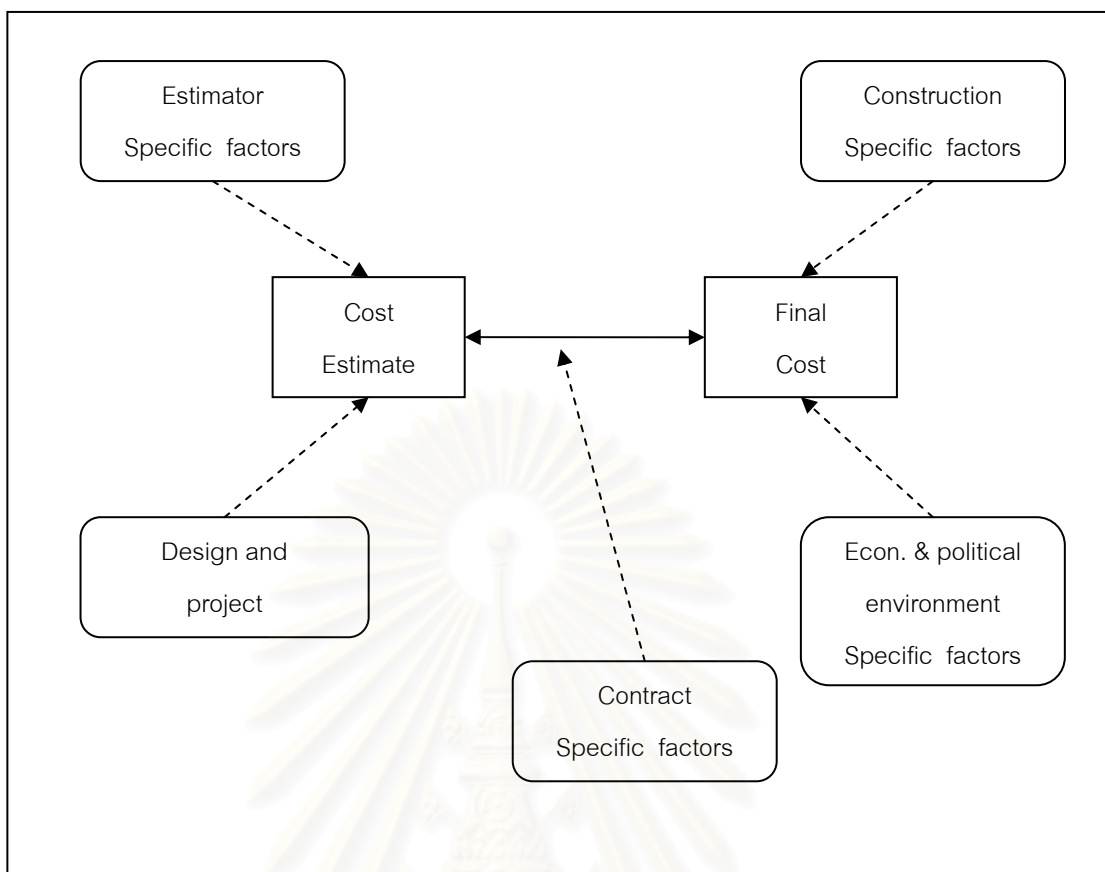 Estimator
Specific factors
Construction
Specific factors
Cost
Estimate
Final
Cost
Design and
project
Econ. & political
environment
Specific factors
Contract
Specific factors